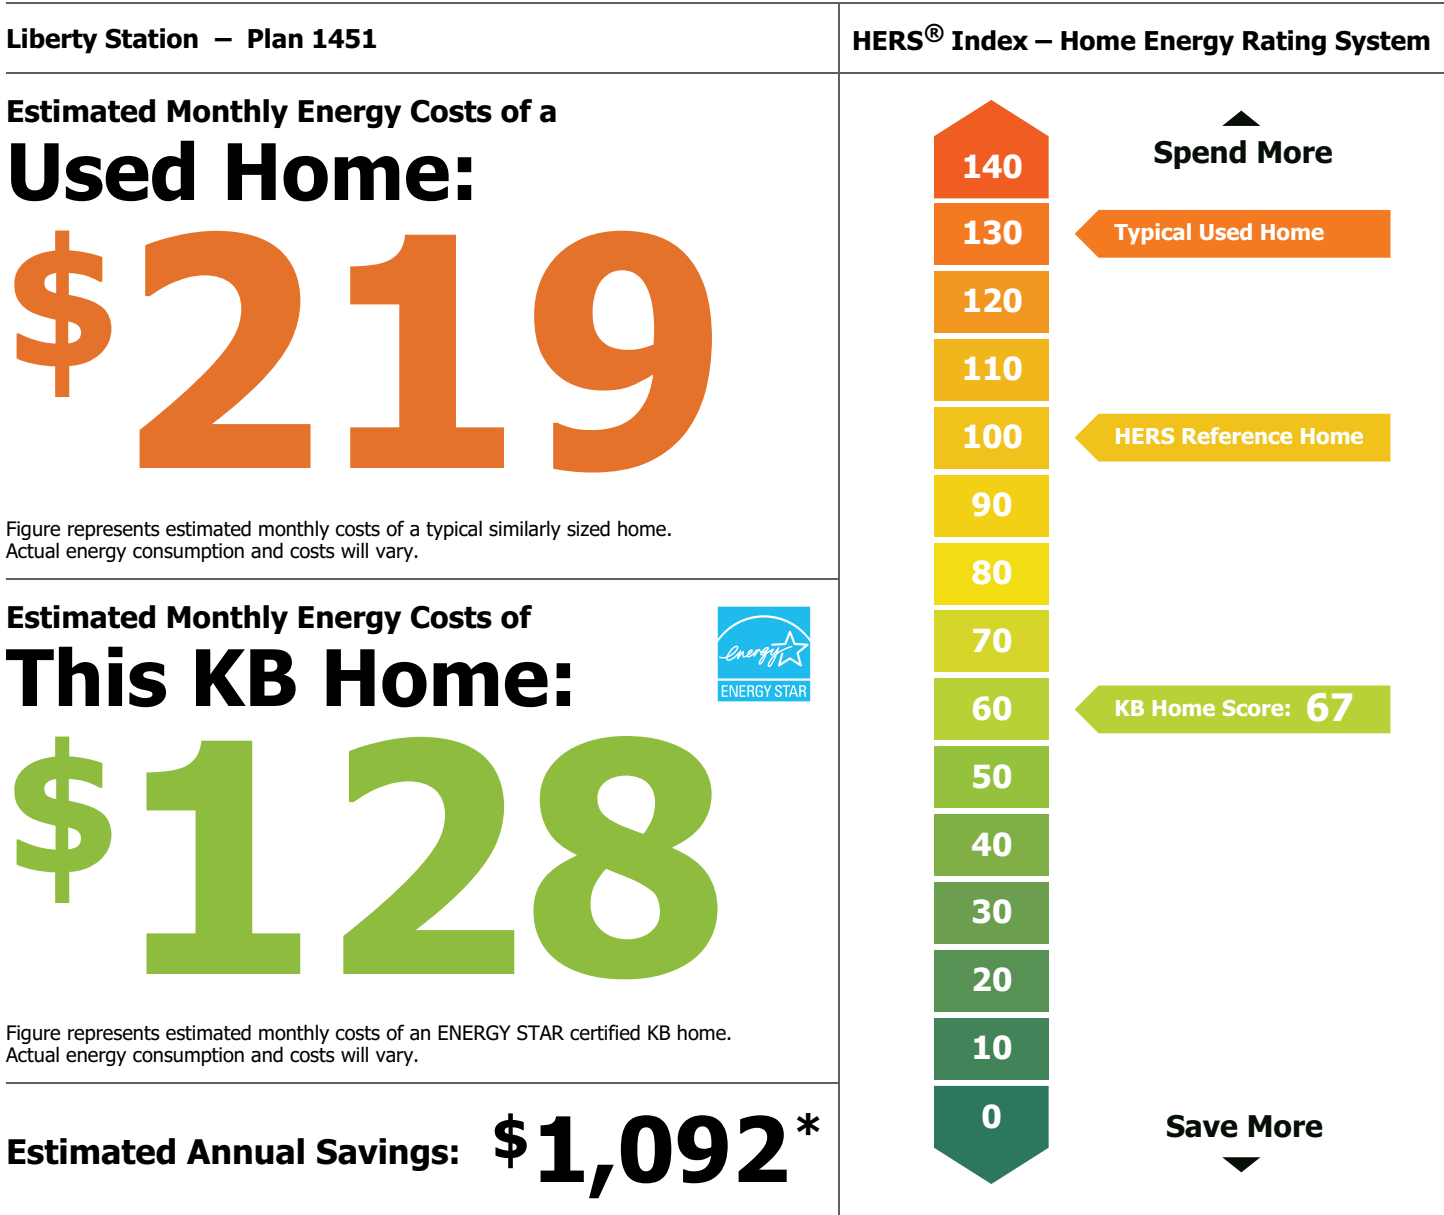 Liberty Station – Plan 1451
Estimated Monthly Energy Costs of a
Used Home:
$219
Figure represents estimated monthly costs of a typical similarly sized home.
Actual energy consumption and costs will vary.
Estimated Monthly Energy Costs of
This KB Home:
energy
ENERGY STAR
$128
Figure represents estimated monthly costs of an ENERGY STAR certified KB home.
Actual energy consumption and costs will vary.
Estimated Annual Savings: $1,092*
HERS® Index – Home Energy Rating System
Spend More
140
130 Typical Used Home
120
110
100 HERS Reference Home
90
80
70
60 KB Home Score: 67
50
40
30
20
10
0
Save More